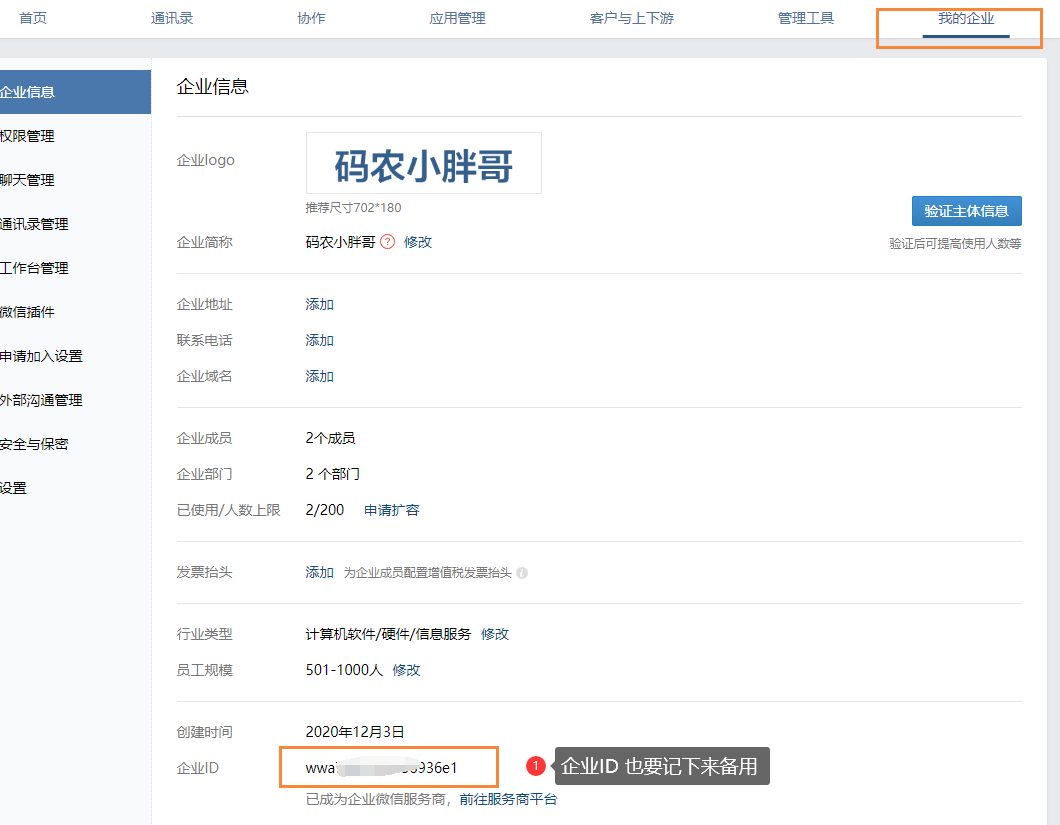 首页 通讯录 协作 应用管理 客户与上下游 管理工具 我的企业
企业信息
权限管理
聊天管理
通讯录管理
工作台管理
微信插件
申请加入设置
外部沟通管理
安全与保密
设置
企业信息
企业logo 码农小胖哥
推荐尺寸702*180
验证主体信息
验证后可提高使用人数等
企业简称 码农小胖哥 ? 修改
企业地址 添加
联系电话 添加
企业域名 添加
企业成员 2个成员
企业部门 2 个部门
已使用/人数上限 2/200 申请扩容
发票抬头 添加 为企业成员配置增值税发票抬头 i
行业类型 计算机软件/硬件/信息服务 修改
员工规模 501-1000人 修改
创建时间 2020年12月3日
企业ID wwa 936e1 1 企业ID 也要记下来备用
已成为企业微信服务商，前往服务商平台